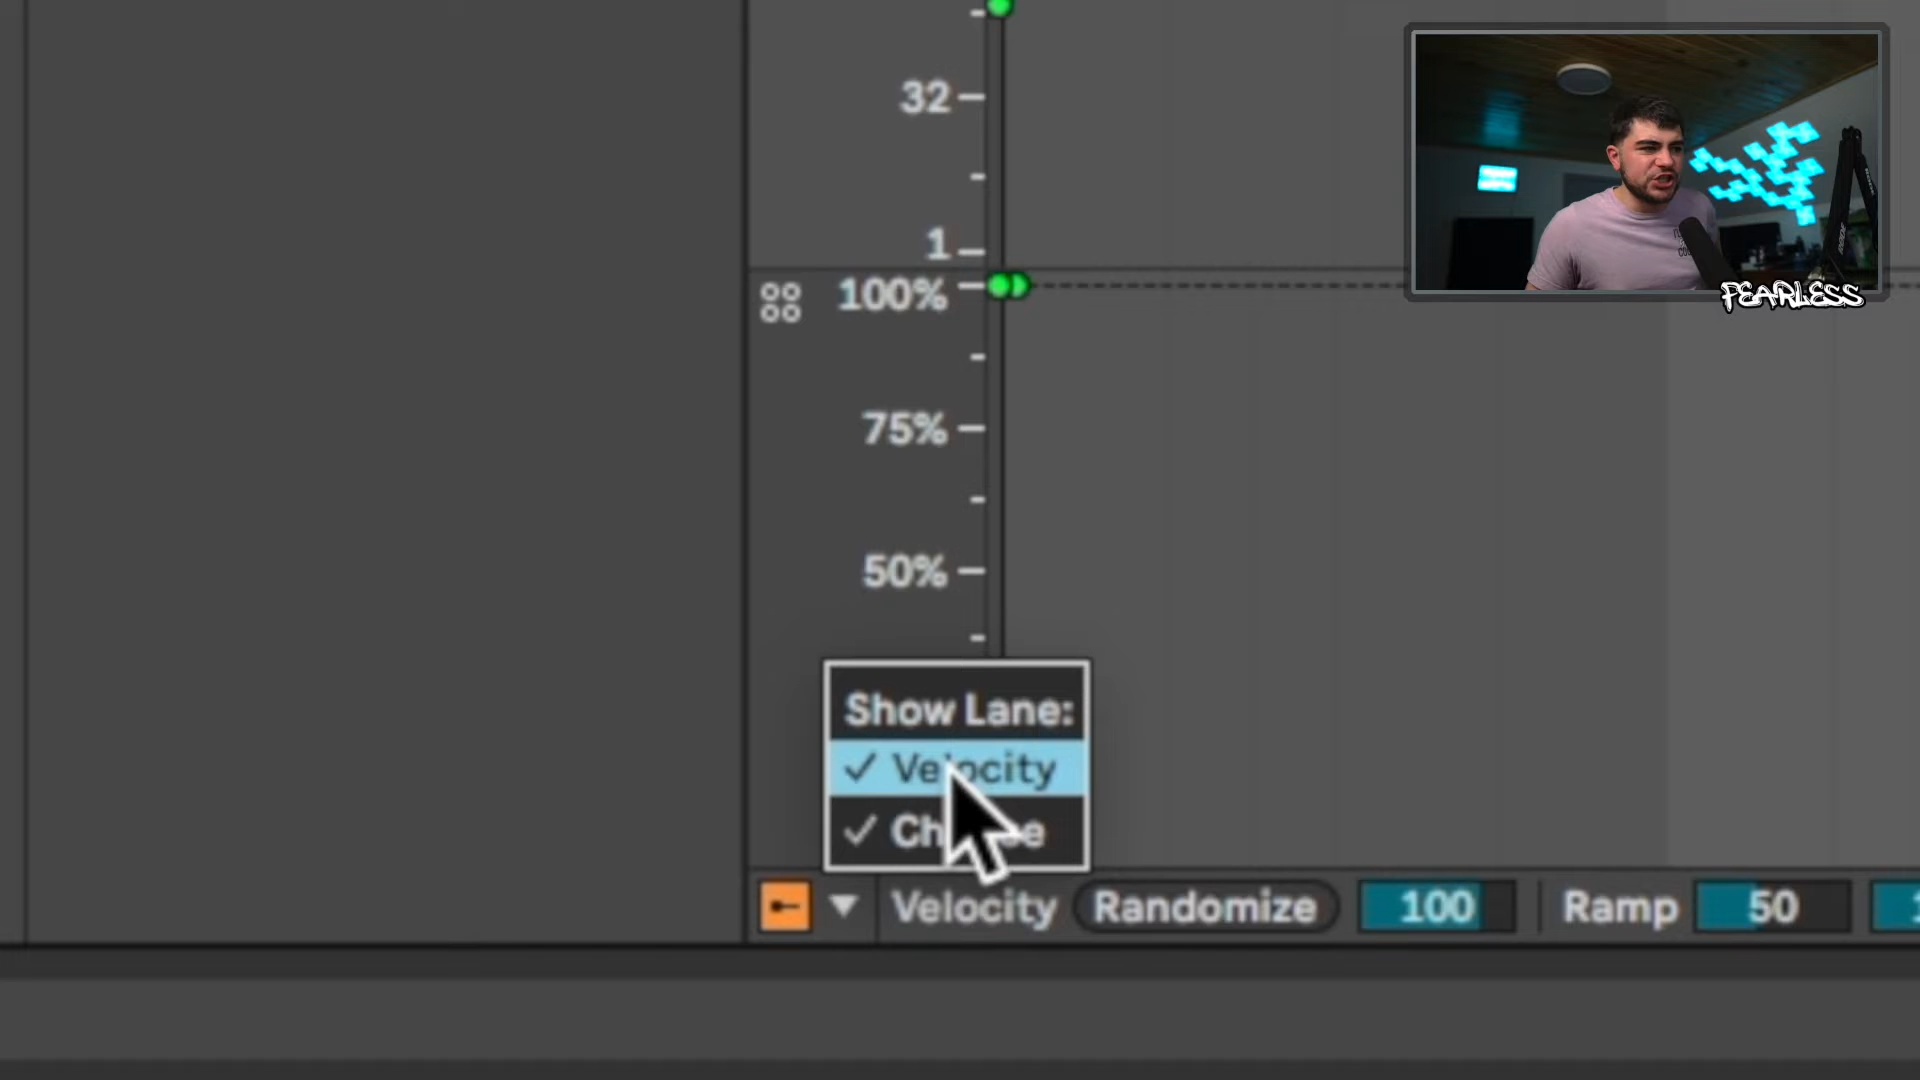 32
1
100%
75%
50%
Show Lane:
✓ Velocity
✓
Velocity Randomize 100 Ramp 50
FEARLESS